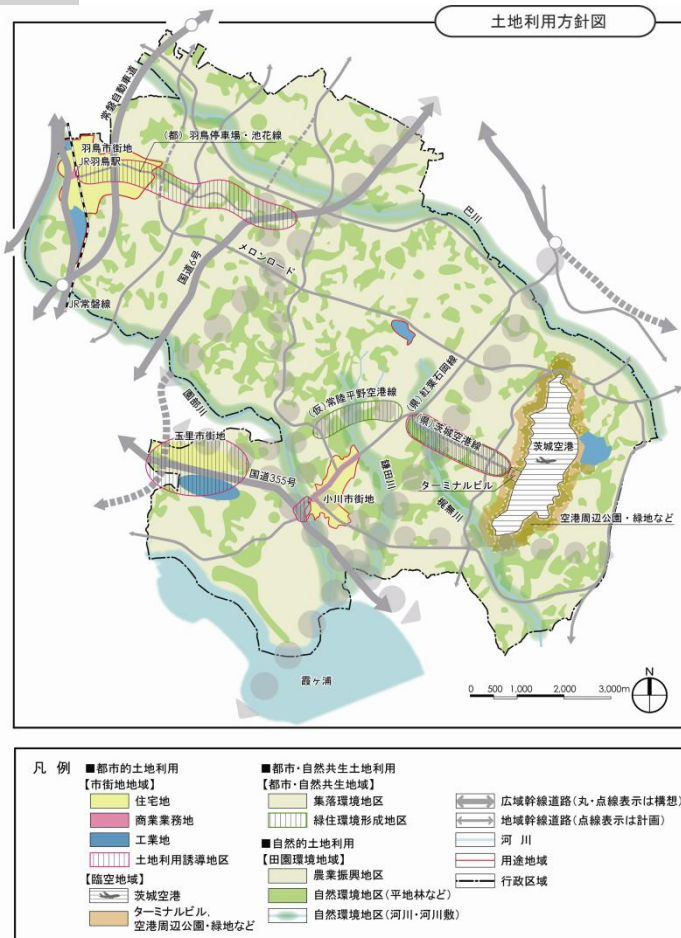 土地利用方針図
常磐自動車道
(都)羽鳥停車場・池花線
羽鳥市街地
JR羽鳥駅
巴川
国道6号
メロンロード
JR常磐線
園部川
(仮)常陸平野空港線
(県)紅葉石岡線
(県)茨城空港線
茨城空港
玉里市街地
国道355号
鎌田川
ターミナルビル
小川市街地
梶無川
空港周辺公園・緑地など
霞ヶ浦
N
0 500 1,000 2,000 3,000m
凡 例
■都市的土地利用
【市街地地域】
住宅地
商業業務地
工業地
土地利用誘導地区
【臨空地域】
茨城空港
ターミナルビル,
空港周辺公園・緑地など
■都市・自然共生土地利用
【都市・自然共生地域】
集落環境地区
緑住環境形成地区
■自然的土地利用
【田園環境地域】
農業振興地区
自然環境地区(平地林など)
自然環境地区(河川・河川敷)
広域幹線道路(丸・点線表示は構想)
地域幹線道路(点線表示は計画)
河 川
用途地域
行政区域